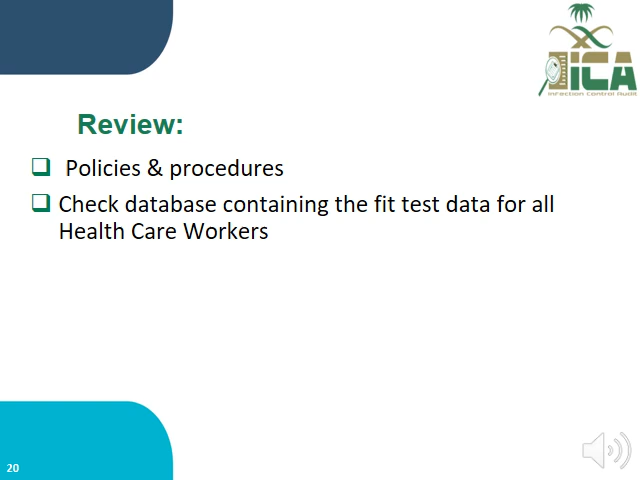 iCA
Infection Control Audit
Review:
Policies & procedures
Check database containing the fit test data for all
Health Care Workers
20